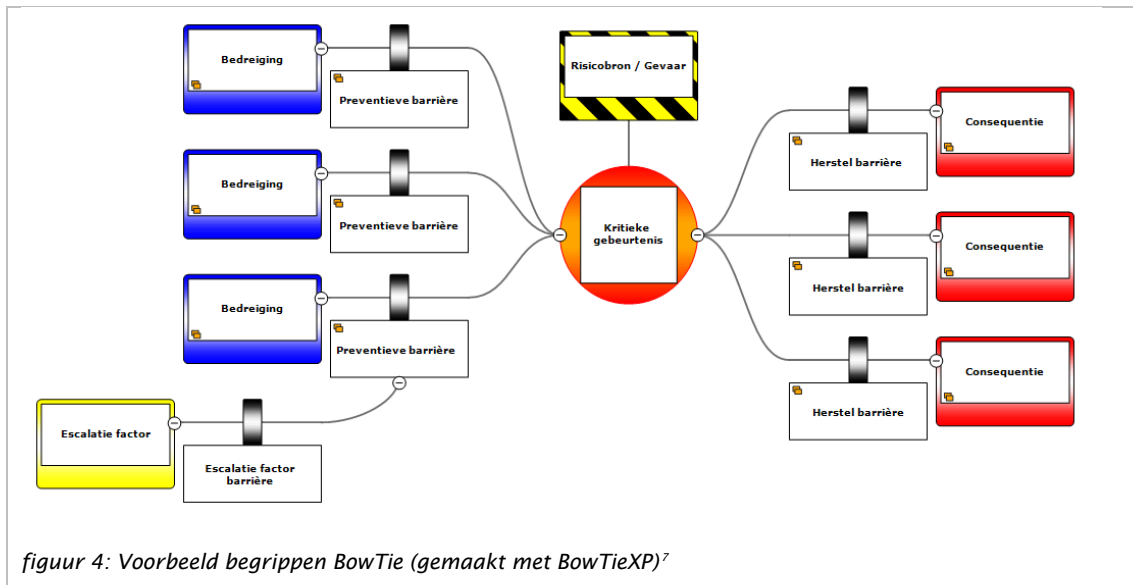 Bedreiging
Preventieve barrière
Bedreiging
Preventieve barrière
Bedreiging
Preventieve barrière
Escalatie factor
Escalatie factor
barrière
Risicobron / Gevaar
Kritieke
gebeurtenis
Herstel barrière
Consequentie
Herstel barrière
Consequentie
Herstel barrière
Consequentie
figuur 4: Voorbeeld begrippen BowTie (gemaakt met BowTieXP)⁷